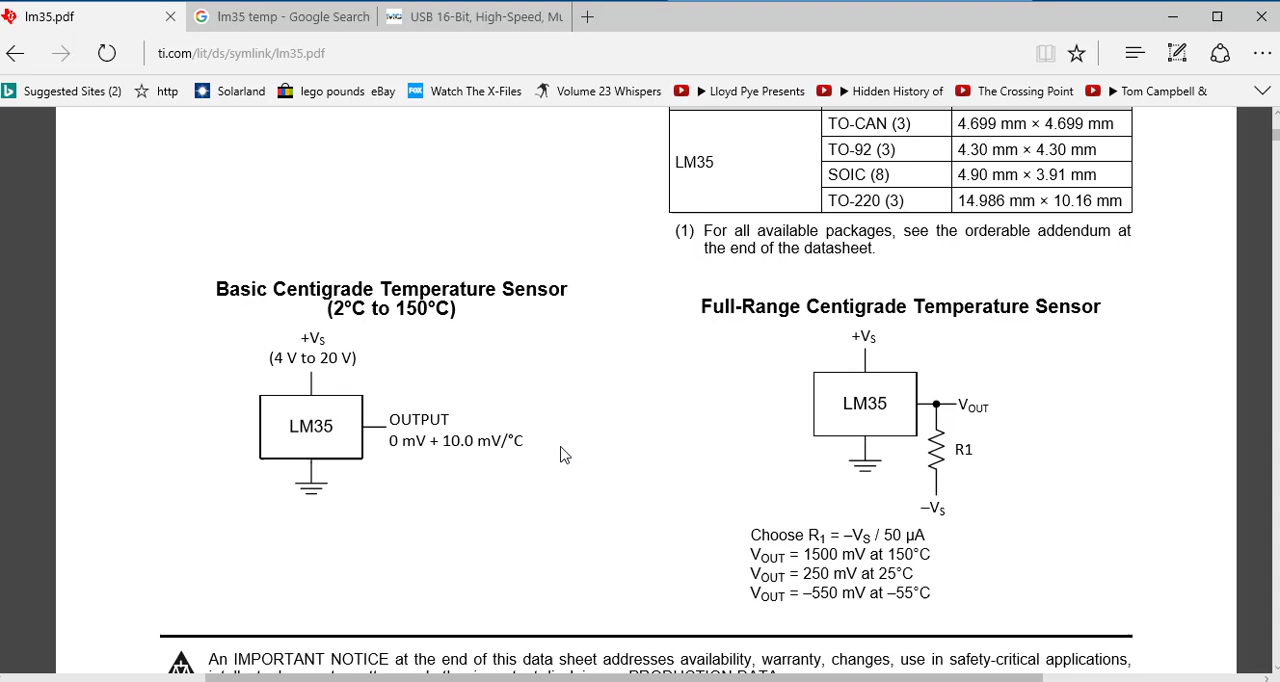 lm35.pdf
lm35 temp - Google Search
USB 16-Bit, High-Speed, Mu
ti.com/lit/ds/symlink/lm35.pdf
Suggested Sites (2)
http
Solarland
lego pounds eBay
Watch The X-Files
Volume 23 Whispers
▶ Lloyd Pye Presents
▶ Hidden History of
The Crossing Point
▶ Tom Campbell &
LM35
TO-CAN (3) 4.699 mm × 4.699 mm
TO-92 (3) 4.30 mm × 4.30 mm
SOIC (8) 4.90 mm × 3.91 mm
TO-220 (3) 14.986 mm × 10.16 mm
(1) For all available packages, see the orderable addendum at
the end of the datasheet.
Basic Centigrade Temperature Sensor
(2°C to 150°C)
+VS
(4 V to 20 V)
LM35
OUTPUT
0 mV + 10.0 mV/°C
Full-Range Centigrade Temperature Sensor
+VS
LM35
VOUT
R1
–VS
Choose R1 = –VS / 50 µA
VOUT = 1500 mV at 150°C
VOUT = 250 mV at 25°C
VOUT = –550 mV at –55°C
An IMPORTANT NOTICE at the end of this data sheet addresses availability, warranty, changes, use in safety-critical applications,